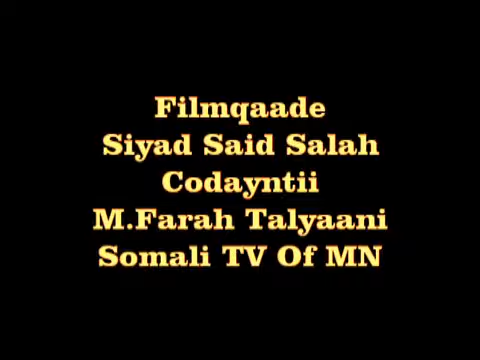 Filmqaade
Siyad Said Salah
Codayntii
M.Farah Talyaani
Somali TV Of MN